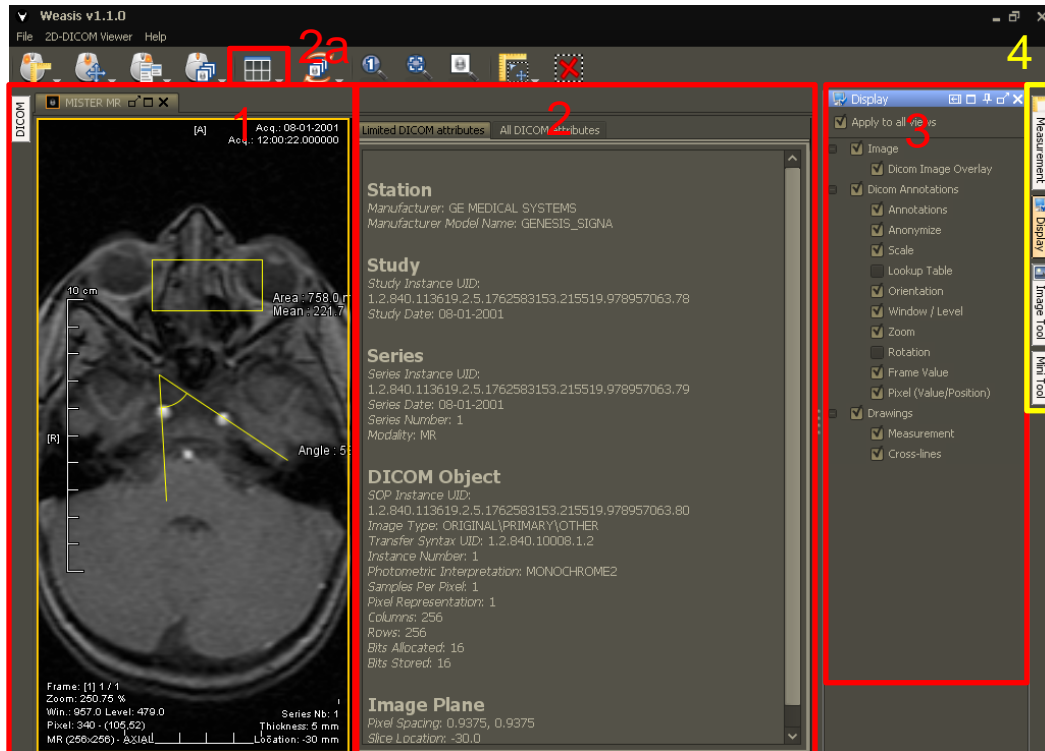 Weasis v1.1.0
File 2D-DICOM Viewer Help
2a
4
DICOM
MISTER MR
1
[A]
Acq.: 08-01-2001
Acq.: 12:00:22.000000
10 cm
Area : 758.0 m
Mean : 221.7
[R]
Angle : 5
Frame: [1] 1 / 1
Zoom: 250.75 %
Win.: 957.0 Level: 479.0
Pixel: 340 - (105,52)
MR (256x256) - AXIAL
Series Nb: 1
Thickness: 5 mm
Location: -30 mm
2
Limited DICOM attributes All DICOM attributes
Station
Manufacturer: GE MEDICAL SYSTEMS
Manufacturer Model Name: GENESIS_SIGNA
Study
Study Instance UID:
1.2.840.113619.2.5.1762583153.215519.978957063.78
Study Date: 08-01-2001
Series
Series Instance UID:
1.2.840.113619.2.5.1762583153.215519.978957063.79
Series Date: 08-01-2001
Series Number: 1
Modality: MR
DICOM Object
SOP Instance UID:
1.2.840.113619.2.5.1762583153.215519.978957063.80
Image Type: ORIGINAL\PRIMARY\OTHER
Transfer Syntax UID: 1.2.840.10008.1.2
Instance Number: 1
Photometric Interpretation: MONOCHROME2
Samples Per Pixel: 1
Pixel Representation: 1
Columns: 256
Rows: 256
Bits Allocated: 16
Bits Stored: 16
Image Plane
Pixel Spacing: 0.9375, 0.9375
Slice Location: -30.0
Display
3
Apply to all views
Image
Dicom Image Overlay
Dicom Annotations
Annotations
Anonymize
Scale
Lookup Table
Orientation
Window / Level
Zoom
Rotation
Frame Value
Pixel (Value/Position)
Drawings
Measurement
Cross-lines
Measurement
Display
Image Tool
Mini Tool